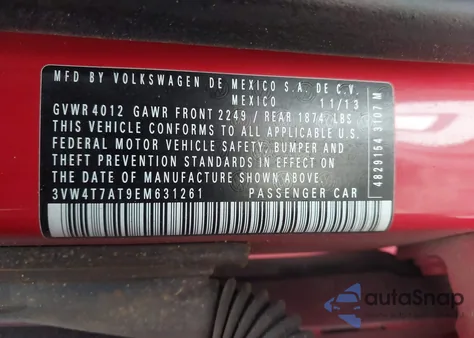 MFD BY VOLKSWAGEN DE MEXICO S.A. DE C.V.
MEXICO 11/13
GVWR 4012 GAWR FRONT 2249 / REAR 1874 LBS
THIS VEHICLE CONFORMS TO ALL APPLICABLE U.S.
FEDERAL MOTOR VEHICLE SAFETY, BUMPER AND
THEFT PREVENTION STANDARDS IN EFFECT ON
THE DATE OF MANUFACTURE SHOWN ABOVE.
3VW4T7AT9EM631261 PASSENGER CAR
4829164 3T07 M
autoSnap